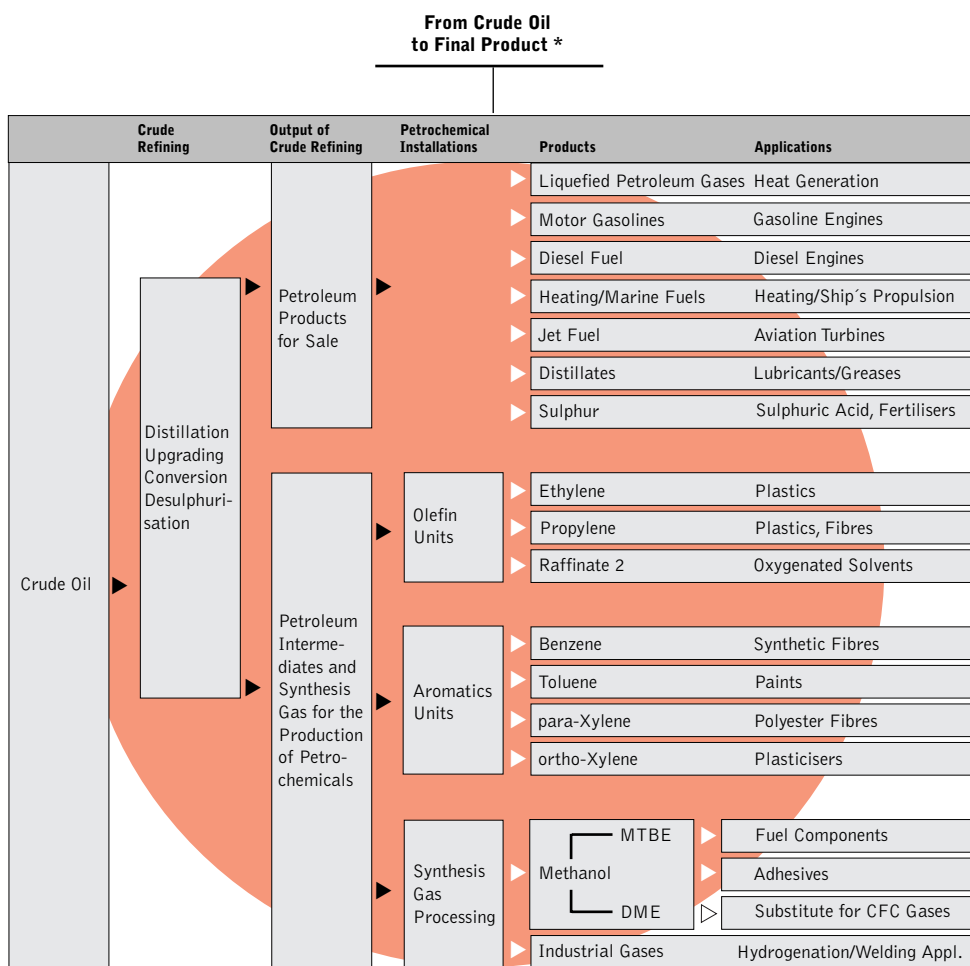 From Crude Oil
to Final Product *
Crude
Refining
Output of
Crude Refining
Petrochemical
Installations
Products
Applications
Crude Oil
Distillation
Upgrading
Conversion
Desulphuri-
sation
Petroleum
Products
for Sale
Liquefied Petroleum Gases Heat Generation
Motor Gasolines Gasoline Engines
Diesel Fuel Diesel Engines
Heating/Marine Fuels Heating/Ship´s Propulsion
Jet Fuel Aviation Turbines
Distillates Lubricants/Greases
Sulphur Sulphuric Acid, Fertilisers
Petroleum
Interme-
diates and
Synthesis
Gas for the
Production
of Petro-
chemicals
Olefin
Units
Ethylene Plastics
Propylene Plastics, Fibres
Raffinate 2 Oxygenated Solvents
Aromatics
Units
Benzene Synthetic Fibres
Toluene Paints
para-Xylene Polyester Fibres
ortho-Xylene Plasticisers
Synthesis
Gas
Processing
MTBE Fuel Components
Methanol Adhesives
DME Substitute for CFC Gases
Industrial Gases Hydrogenation/Welding Appl.